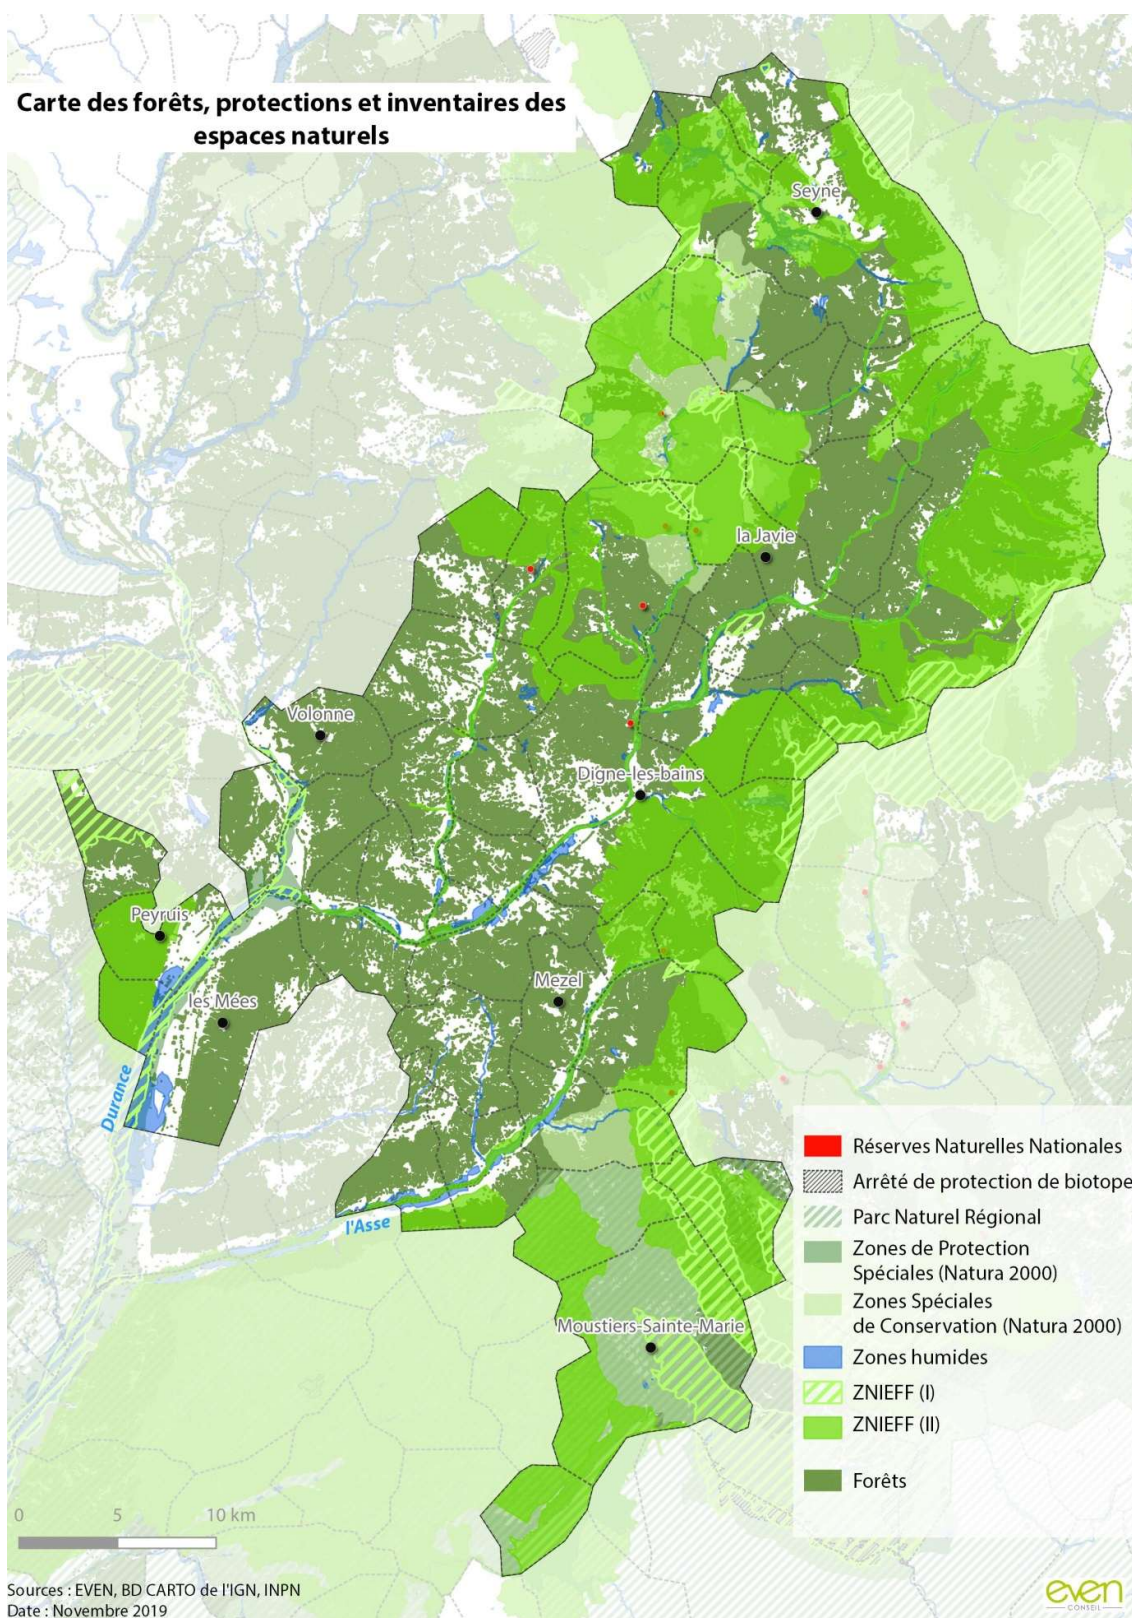 Carte des forêts, protections et inventaires des
espaces naturels
Seyne
la Javie
Volonne
Digne-les-bains
Peyruis
les Mées
Mezel
Durance
l'Asse
Moustiers-Sainte-Marie
Réserves Naturelles Nationales
Arrêté de protection de biotope
Parc Naturel Régional
Zones de Protection
Spéciales (Natura 2000)
Zones Spéciales
de Conservation (Natura 2000)
Zones humides
ZNIEFF (I)
ZNIEFF (II)
Forêts
0 5 10 km
Sources : EVEN, BD CARTO de l'IGN, INPN
Date : Novembre 2019
even
CONSEIL